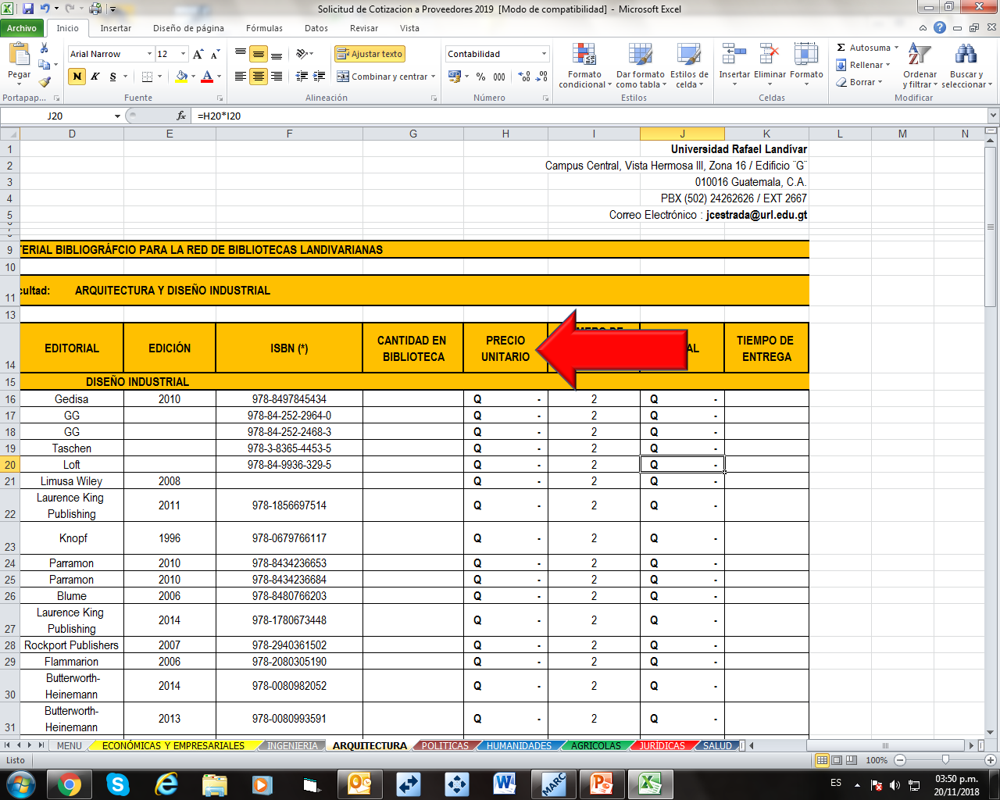 Solicitud de Cotizacion a Proveedores 2019 [Modo de compatibilidad] - Microsoft Excel
Archivo Inicio Insertar Diseño de página Fórmulas Datos Revisar Vista
Pegar
Arial Narrow 12
N K S
Ajustar texto
Combinar y centrar
Contabilidad
% 000
Formato condicional
Dar formato como tabla
Estilos de celda
Insertar Eliminar Formato
Autosuma
Rellenar
Borrar
Ordenar y filtrar
Buscar y seleccionar
Portapap... Fuente Alineación Número Estilos Celdas Modificar
J20 fx =H20*I20
D E F G H I J K L M N
1 Universidad Rafael Landívar
2 Campus Central, Vista Hermosa III, Zona 16 / Edificio ¨G¨
3 010016 Guatemala, C.A.
4 PBX (502) 24262626 / EXT 2667
5 Correo Electrónico : jcestrada@url.edu.gt
9 TERIAL BIBLIOGRÁFCIO PARA LA RED DE BIBLIOTECAS LANDIVARIANAS
10
11 cultad: ARQUITECTURA Y DISEÑO INDUSTRIAL
13
14 EDITORIAL EDICIÓN ISBN (*) CANTIDAD EN BIBLIOTECA PRECIO UNITARIO TIEMPO DE ENTREGA
15 DISEÑO INDUSTRIAL
16 Gedisa 2010 978-8497845434 Q - 2 Q -
17 GG 978-84-252-2964-0 Q - 2 Q -
18 GG 978-84-252-2468-3 Q - 2 Q -
19 Taschen 978-3-8365-4453-5 Q - 2 Q -
20 Loft 978-84-9936-329-5 Q - 2 Q -
21 Limusa Wiley 2008 Q - 2 Q -
22 Laurence King Publishing 2011 978-1856697514 Q - 2 Q -
23 Knopf 1996 978-0679766117 Q - 2 Q -
24 Parramon 2010 978-8434236653 Q - 2 Q -
25 Parramon 2010 978-8434236684 Q - 2 Q -
26 Blume 2006 978-8480766203 Q - 2 Q -
27 Laurence King Publishing 2014 978-1780673448 Q - 2 Q -
28 Rockport Publishers 2007 978-2940361502 Q - 2 Q -
29 Flammarion 2006 978-2080305190 Q - 2 Q -
30 Butterworth-Heinemann 2014 978-0080982052 Q - 2 Q -
31 Butterworth-Heinemann 2013 978-0080993591 Q - 2 Q -
MENU ECONÓMICAS Y EMPRESARIALES INGENIERIA ARQUITECTURA POLITICAS HUMANIDADES AGRICOLAS JURÍDICAS SALUD
Listo 100%
MARC
ES 03:50 p.m.
20/11/2018